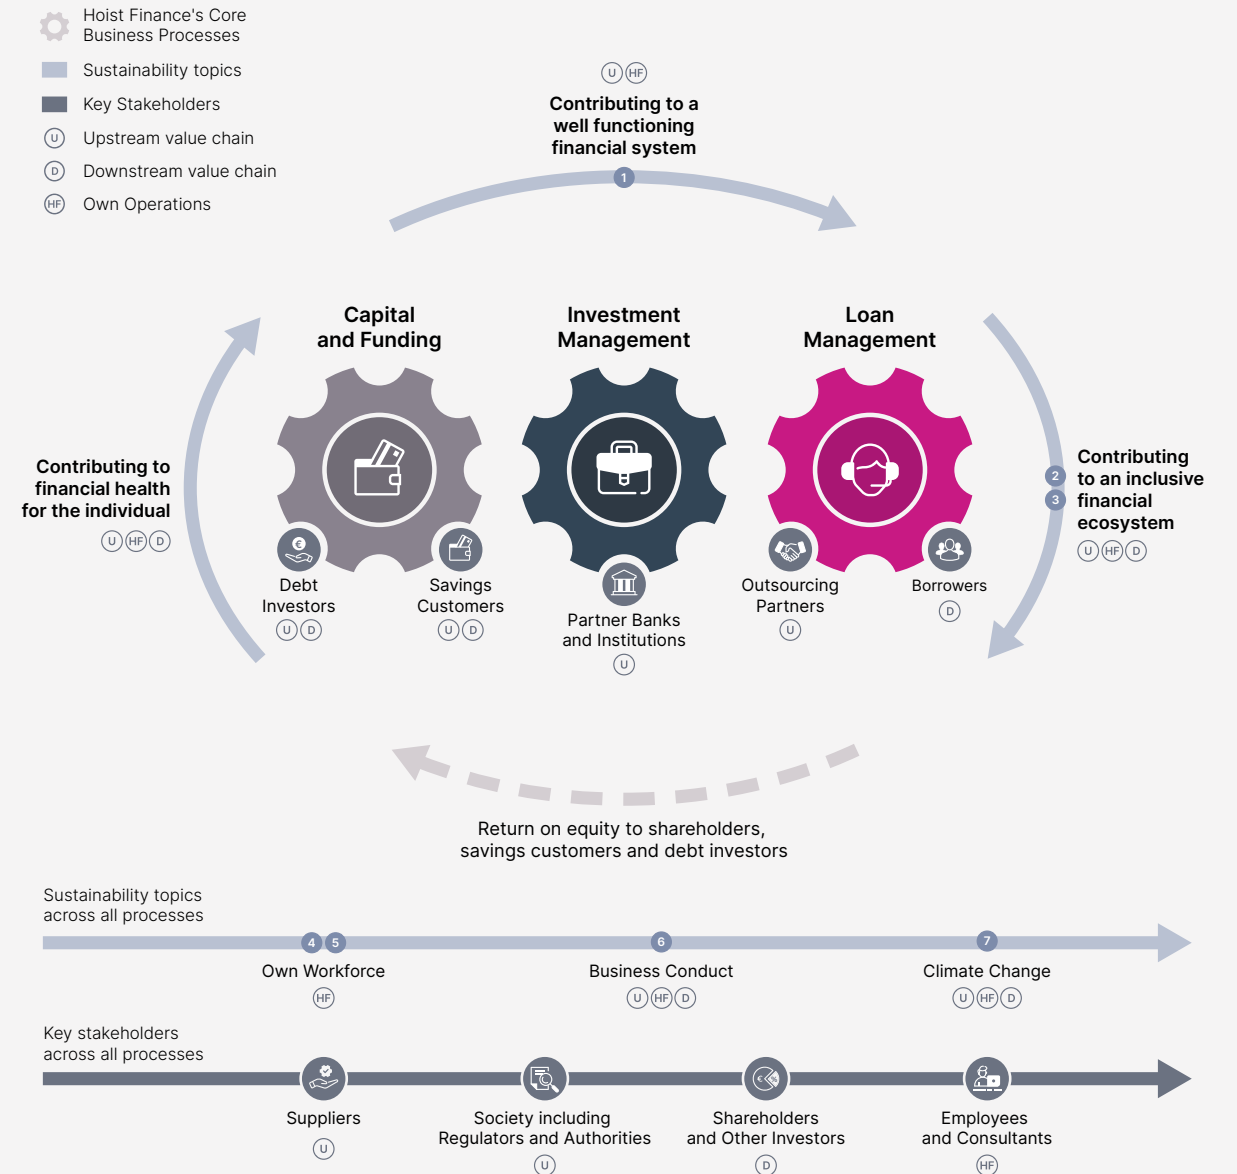 Hoist Finance's Core
Business Processes
Sustainability topics
Key Stakeholders
U Upstream value chain
D Downstream value chain
HF Own Operations
U HF
Contributing to a
well functioning
financial system
1
Capital
and Funding
Investment
Management
Loan
Management
Contributing to
financial health
for the individual
U HF D
2
3
Contributing
to an inclusive
financial
ecosystem
U HF D
€
Debt
Investors
U D
Savings
Customers
U D
Partner Banks
and Institutions
U
Outsourcing
Partners
U
Borrowers
D
Return on equity to shareholders,
savings customers and debt investors
Sustainability topics
across all processes
4 5
Own Workforce
HF
6
Business Conduct
U HF D
7
Climate Change
U HF D
Key stakeholders
across all processes
Suppliers
U
Society including
Regulators and Authorities
U
€ %
Shareholders
and Other Investors
D
Employees
and Consultants
HF